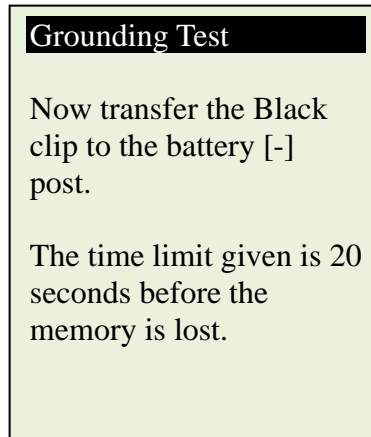 Grounding Test
Now transfer the Black
clip to the battery [-]
post.
The time limit given is 20
seconds before the
memory is lost.